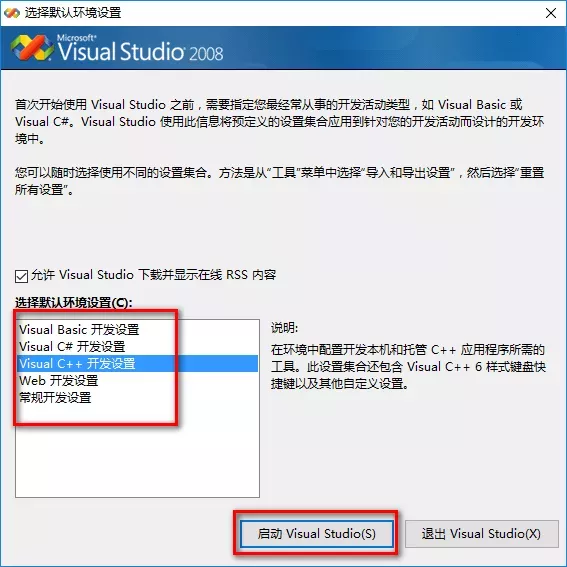 选择默认环境设置
Microsoft®
Visual Studio 2008
首次开始使用 Visual Studio 之前，需要指定您最经常从事的开发活动类型，如 Visual Basic 或
Visual C#。Visual Studio 使用此信息将预定义的设置集合应用到针对您的开发活动而设计的开发环
境中。
您可以随时选择使用不同的设置集合。方法是从“工具”菜单中选择“导入和导出设置”，然后选择“重置
所有设置”。
允许 Visual Studio 下载并显示在线 RSS 内容
选择默认环境设置(C):
Visual Basic 开发设置
Visual C# 开发设置
Visual C++ 开发设置
Web 开发设置
常规开发设置
说明:
在环境中配置开发本机和托管 C++ 应用程序所需的
工具。此设置集合还包含 Visual C++ 6 样式键盘快
捷键以及其他自定义设置。
启动 Visual Studio(S)
退出 Visual Studio(X)